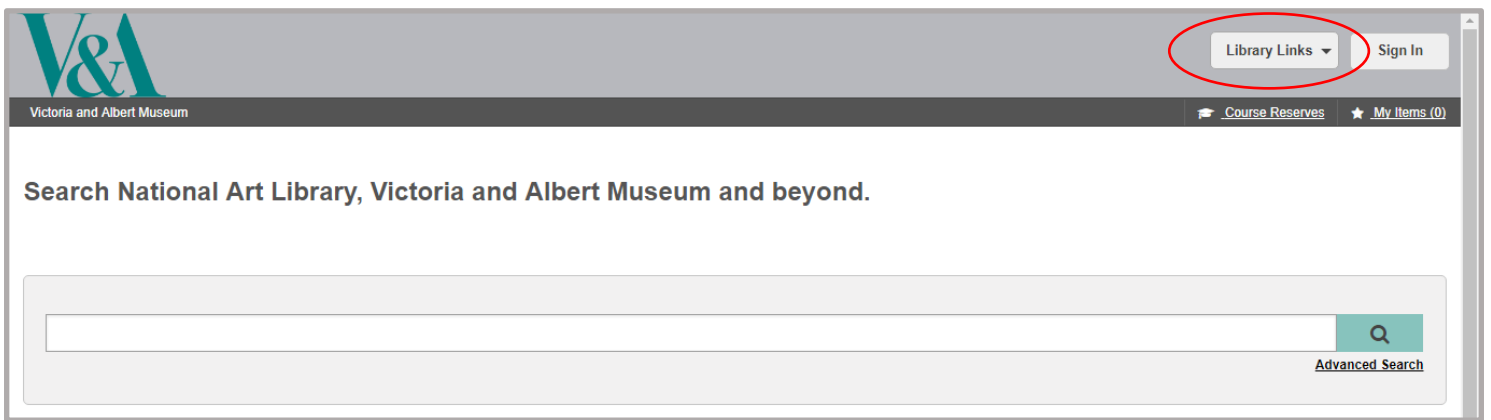 V&A
Library Links
Sign In
Victoria and Albert Museum
Course Reserves
My Items (0)
Search National Art Library, Victoria and Albert Museum and beyond.
Advanced Search